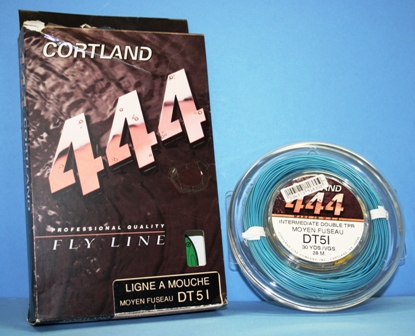 CORTLAND
444
PROFESSIONAL QUALITY
FLY LINE
LIGNE A MOUCHE
MOYEN FUSEAU DT5I
CORTLAND
444
INTERMEDIATE DOUBLE TPR
MOYEN FUSEAU
DT5I
30 YDS./VGS
28 M.